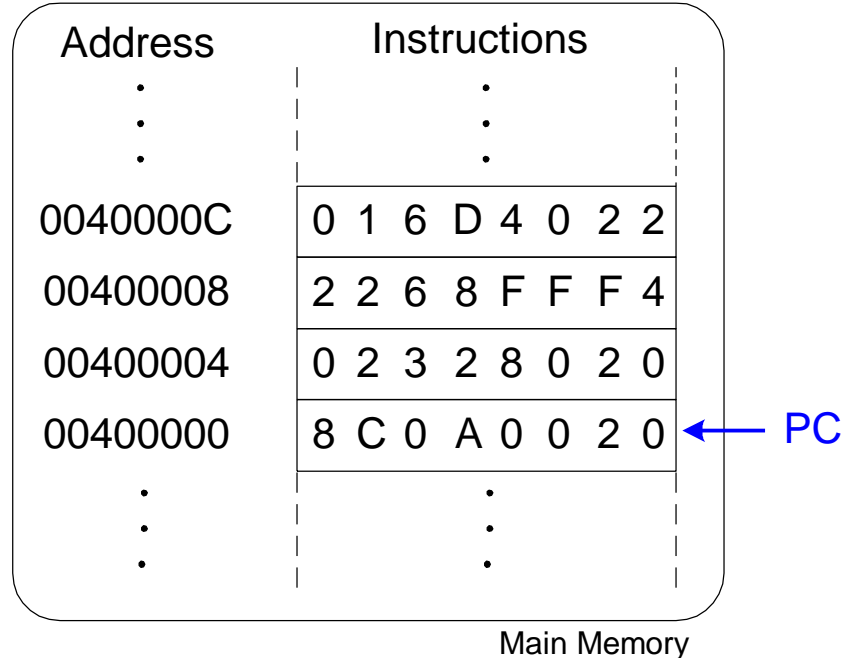 Address Instructions
0040000C 0 1 6 D 4 0 2 2
00400008 2 2 6 8 F F F 4
00400004 0 2 3 2 8 0 2 0
00400000 8 C 0 A 0 0 2 0 PC
Main Memory